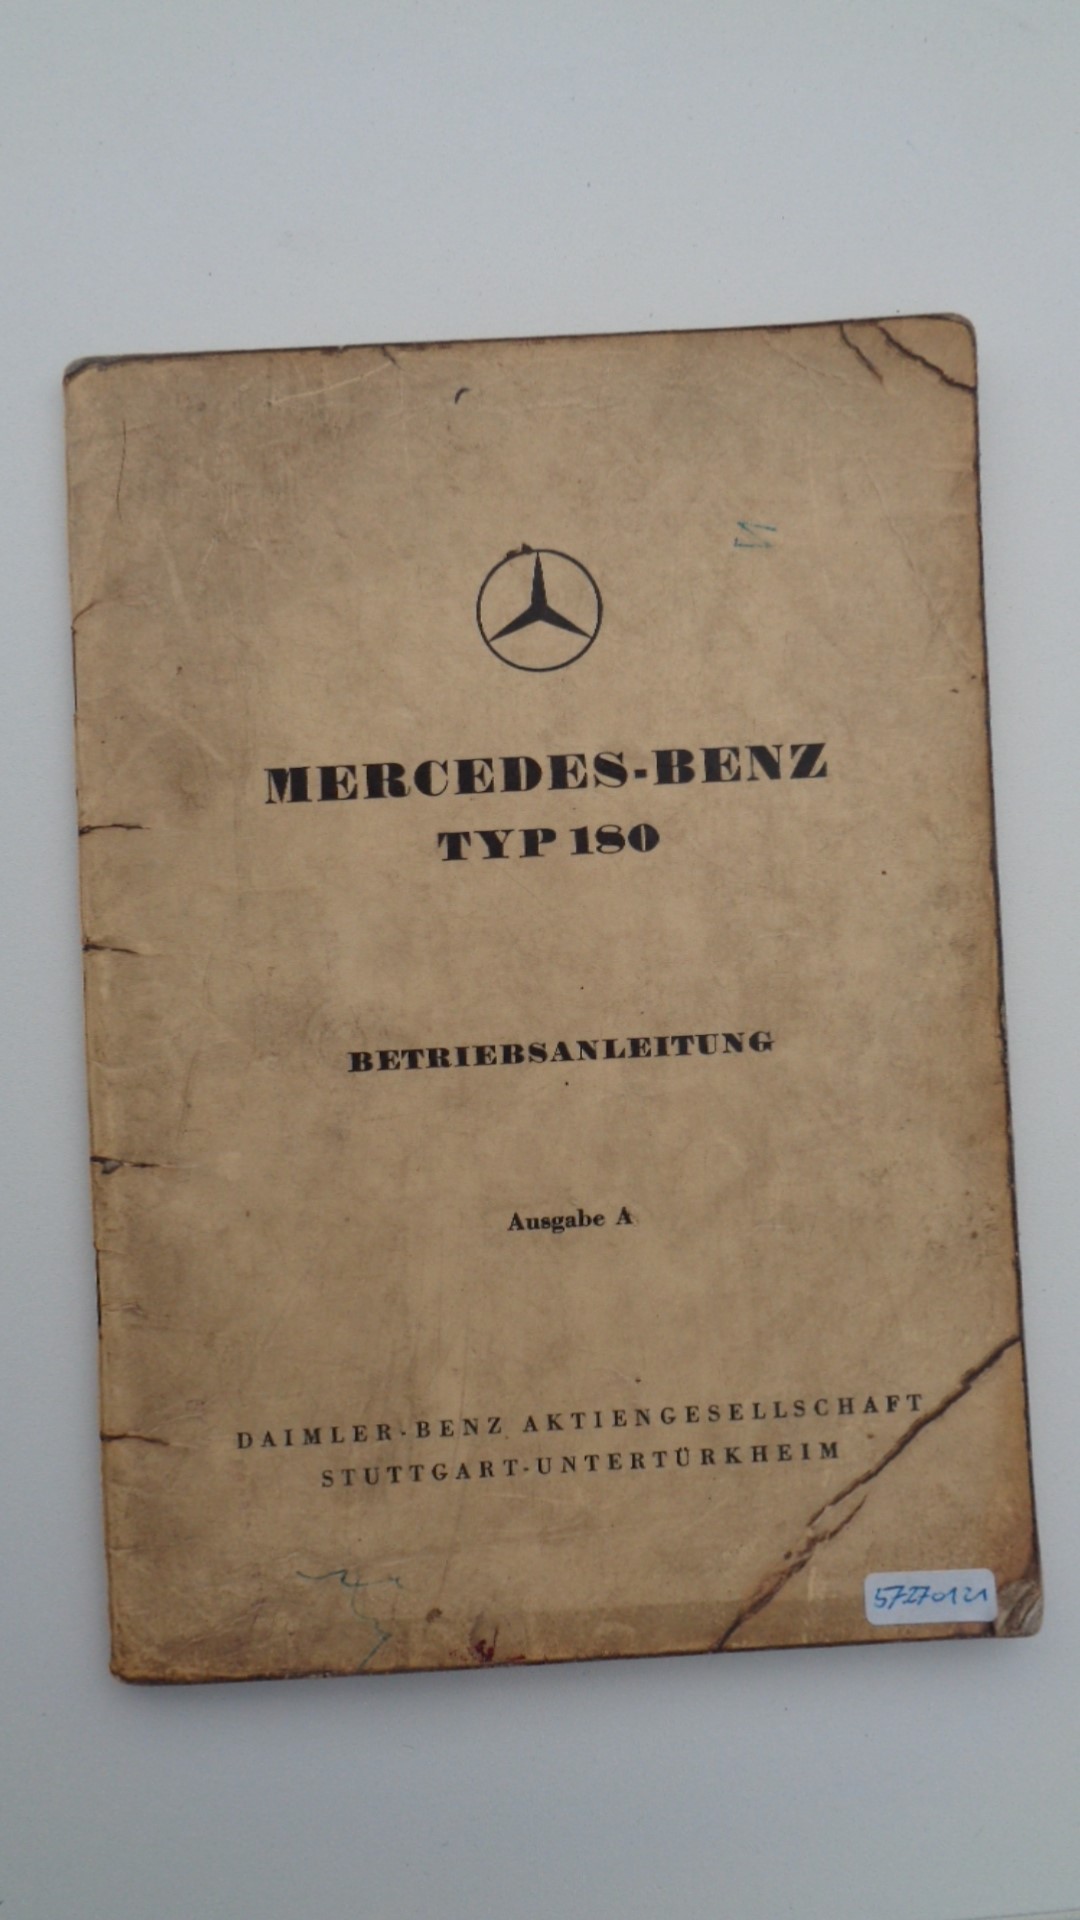 MERCEDES-BENZ
TYP 180
BETRIEBSANLEITUNG
Ausgabe A
DAIMLER-BENZ AKTIENGESELLSCHAFT
STUTTGART-UNTERTÜRKHEIM
57270121